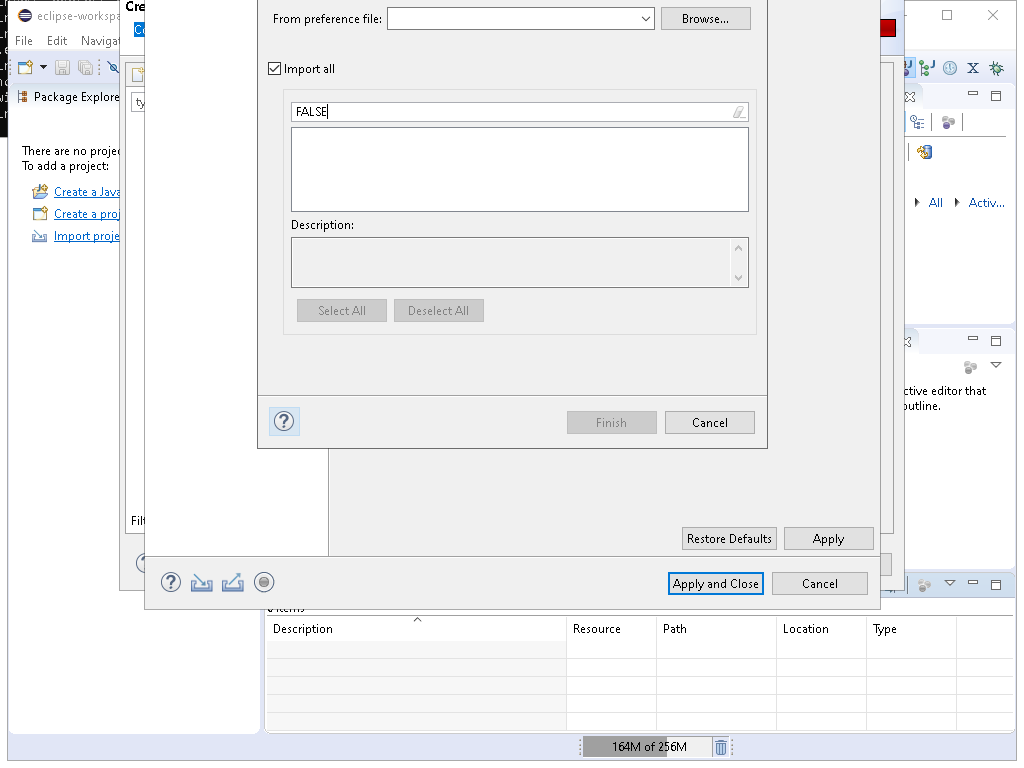 Cre
eclipse-workspa
File Edit Navigat
Package Explore
There are no projec
To add a project:
Create a Java
Create a proj
Import proje
ty
Filt
From preference file:
Browse...
Import all
FALSE
Description:
Select All Deselect All
Finish Cancel
Restore Defaults Apply
Apply and Close Cancel
All Activ...
ctive editor that
outline.
Description Resource Path Location Type
164M of 256M